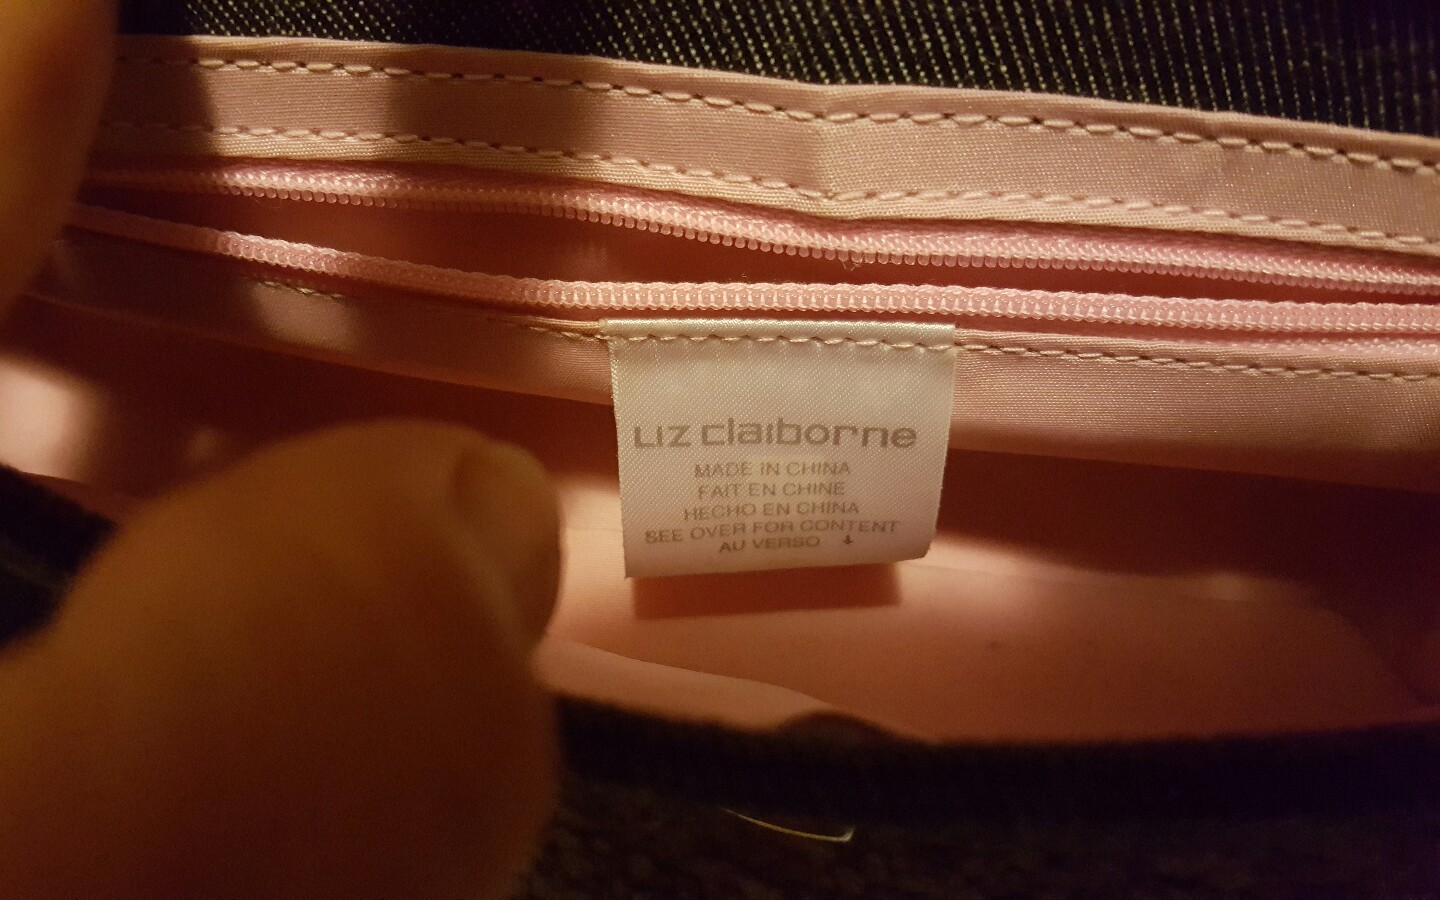 Liz claiborne
MADE IN CHINA
FAIT EN CHINE
HECHO EN CHINA
SEE OVER FOR CONTENT
AU VERSO ↓